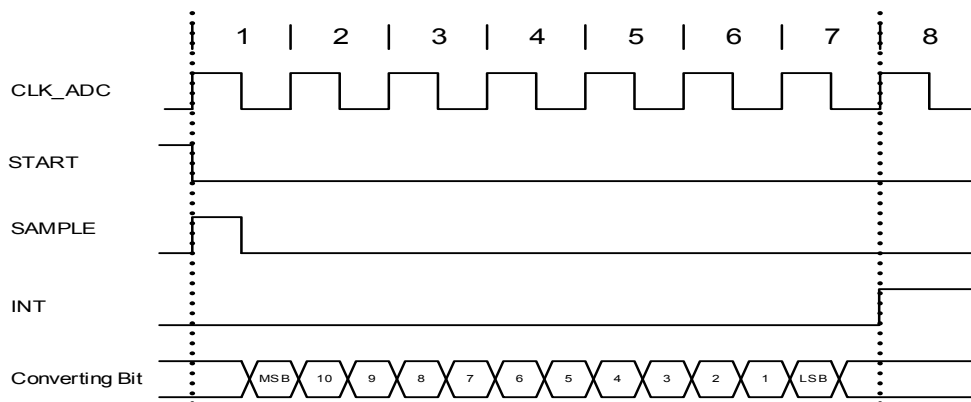 1 | 2 | 3 | 4 | 5 | 6 | 7 | 8
CLK_ADC
START
SAMPLE
INT
Converting Bit MSB 10 9 8 7 6 5 4 3 2 1 LSB